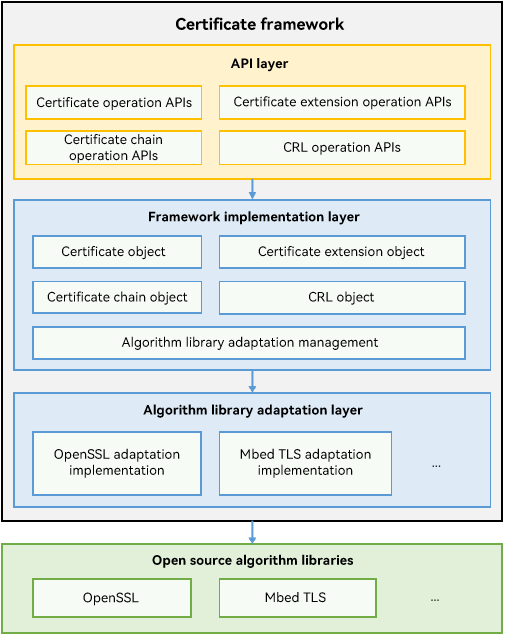 Certificate framework
API layer
Certificate operation APIs
Certificate extension operation APIs
Certificate chain
operation APIs
CRL operation APIs
Framework implementation layer
Certificate object
Certificate extension object
Certificate chain object
CRL object
Algorithm library adaptation management
Algorithm library adaptation layer
OpenSSL adaptation
implementation
Mbed TLS adaptation
implementation
...
Open source algorithm libraries
OpenSSL
Mbed TLS
...